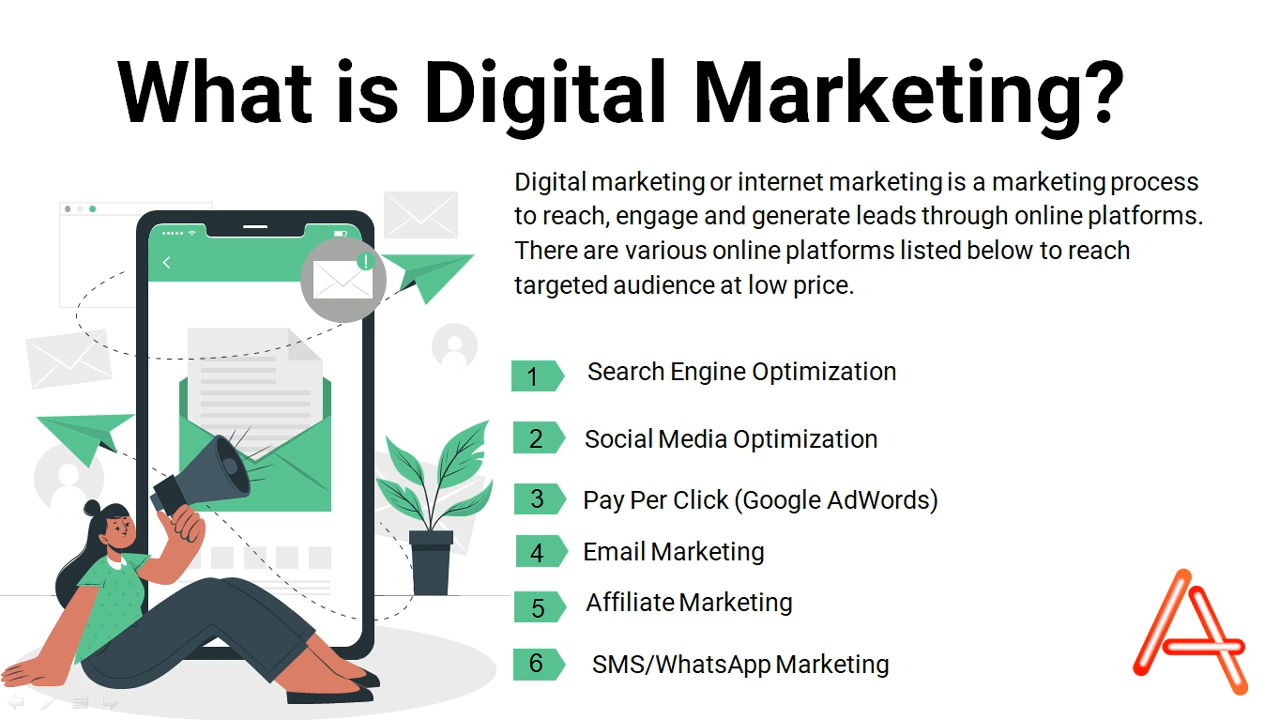 What is Digital Marketing?
Digital marketing or internet marketing is a marketing process
to reach, engage and generate leads through online platforms.
There are various online platforms listed below to reach
targeted audience at low price.
1 Search Engine Optimization
2 Social Media Optimization
3 Pay Per Click (Google AdWords)
4 Email Marketing
5 Affiliate Marketing
6 SMS/WhatsApp Marketing
A